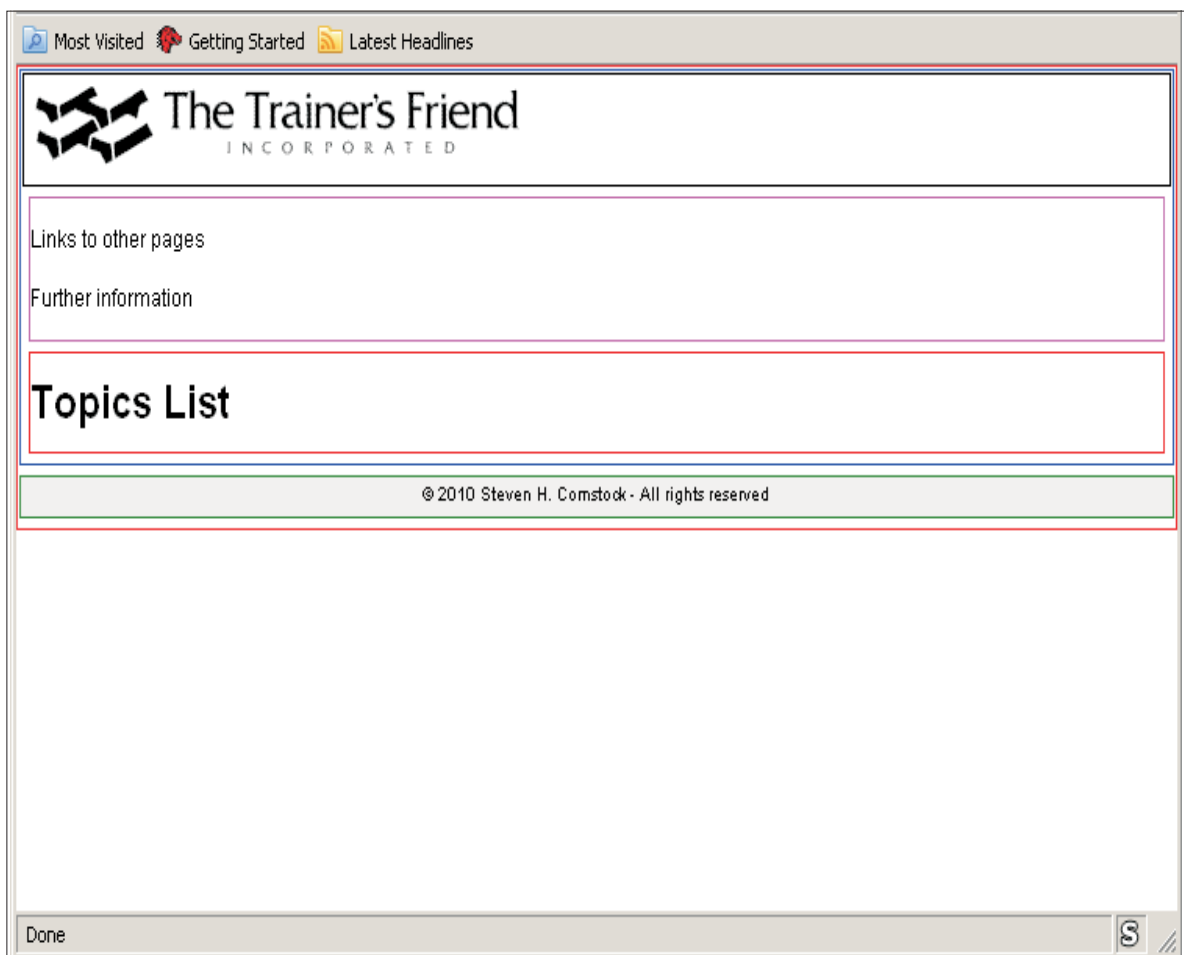 Most Visited Getting Started Latest Headlines
The Trainer's Friend
INCORPORATED
Links to other pages
Further information
Topics List
© 2010 Steven H. Comstock - All rights reserved
Done S